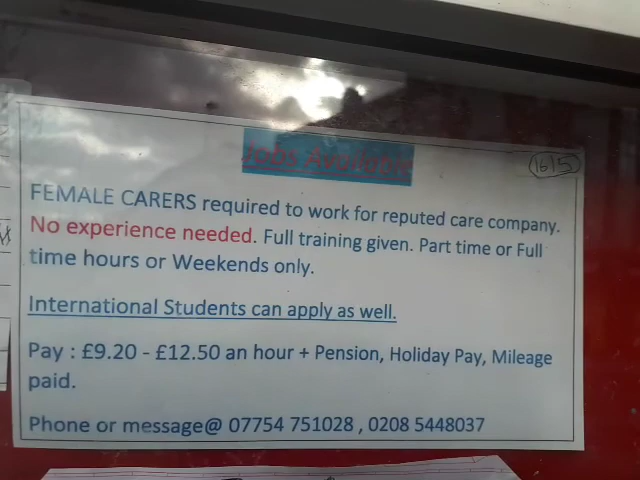 Jobs Available
16/5
FEMALE CARERS required to work for reputed care company.
No experience needed. Full training given. Part time or Full
time hours or Weekends only.
International Students can apply as well.
Pay : £9.20 - £12.50 an hour + Pension, Holiday Pay, Mileage
paid.
Phone or message@ 07754 751028 , 0208 5448037